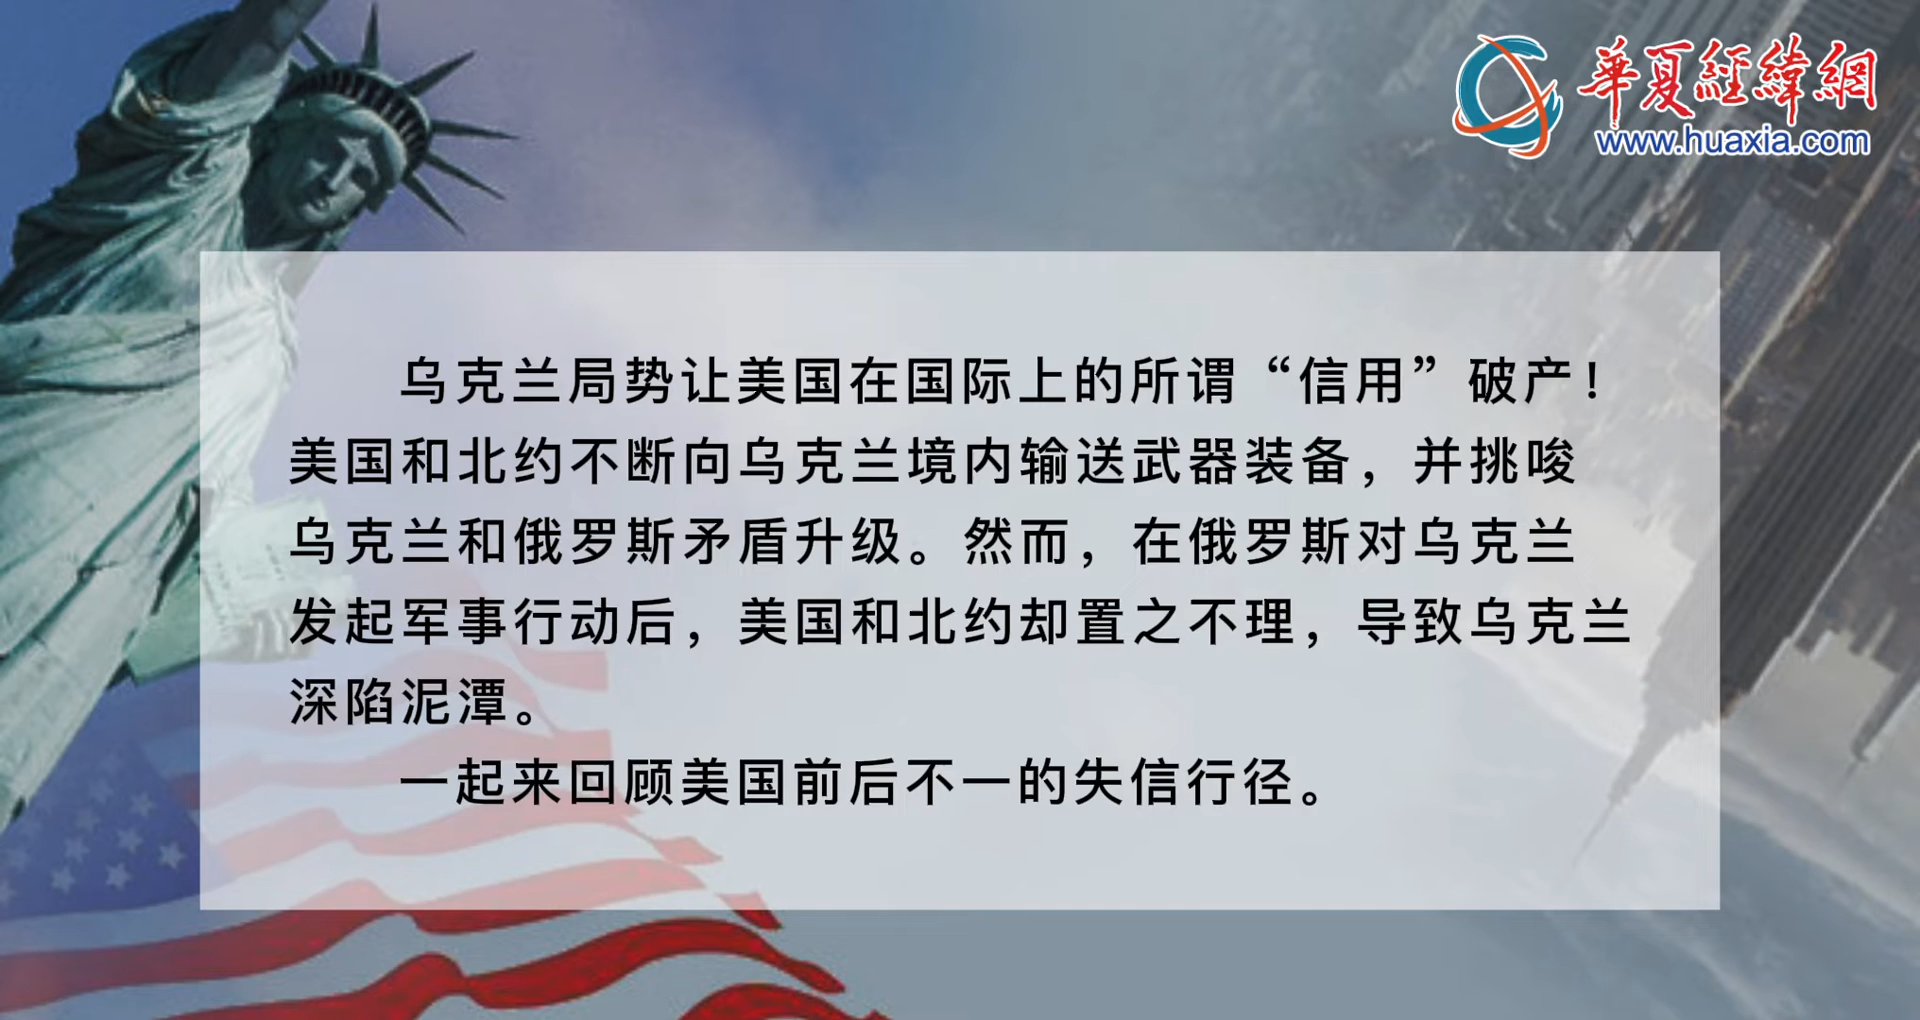 華夏經緯網
www.huaxia.com
乌克兰局势让美国在国际上的所谓“信用”破产！
美国和北约不断向乌克兰境内输送武器装备，并挑唆
乌克兰和俄罗斯矛盾升级。然而，在俄罗斯对乌克兰
发起军事行动后，美国和北约却置之不理，导致乌克兰
深陷泥潭。
一起来回顾美国前后不一的失信行径。